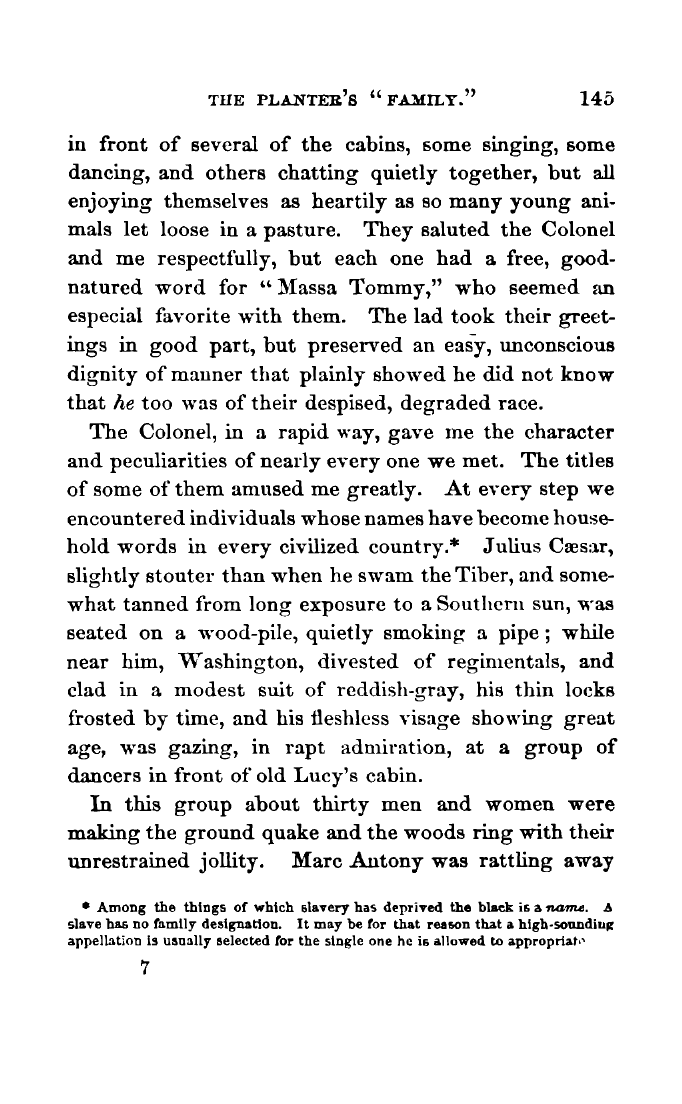 THE PLANTER'S "FAMILY." 145
in front of several of the cabins, some singing, some
dancing, and others chatting quietly together, but all
enjoying themselves as heartily as so many young ani-
mals let loose in a pasture. They saluted the Colonel
and me respectfully, but each one had a free, good-
natured word for "Massa Tommy," who seemed an
especial favorite with them. The lad took their greet-
ings in good part, but preserved an easy, unconscious
dignity of manner that plainly showed he did not know
that he too was of their despised, degraded race.
The Colonel, in a rapid way, gave me the character
and peculiarities of nearly every one we met. The titles
of some of them amused me greatly. At every step we
encountered individuals whose names have become house-
hold words in every civilized country.* Julius Cæsar,
slightly stouter than when he swam the Tiber, and some-
what tanned from long exposure to a Southern sun, was
seated on a wood-pile, quietly smoking a pipe; while
near him, Washington, divested of regimentals, and
clad in a modest suit of reddish-gray, his thin locks
frosted by time, and his fleshless visage showing great
age, was gazing, in rapt admiration, at a group of
dancers in front of old Lucy's cabin.
In this group about thirty men and women were
making the ground quake and the woods ring with their
unrestrained jollity. Marc Antony was rattling away
* Among the things of which slavery has deprived the black is a name. A
slave has no family designation. It may be for that reason that a high-sounding
appellation is usually selected for the single one he is allowed to appropriate
7